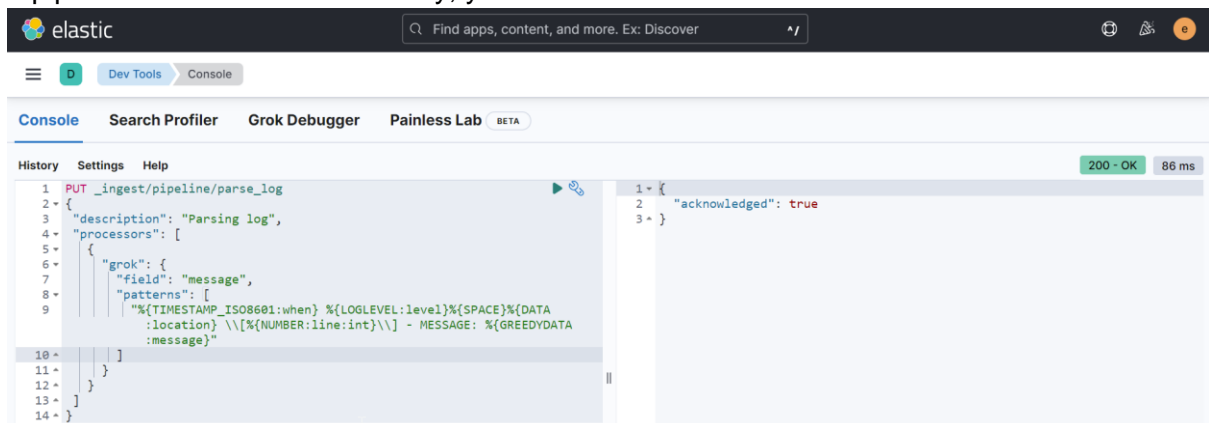 elastic
Find apps, content, and more. Ex: Discover
^/
e
D
Dev Tools
Console
Console
Search Profiler
Grok Debugger
Painless Lab
BETA
History
Settings
Help
200 - OK
86 ms
1 PUT _ingest/pipeline/parse_log
2 {
3 "description": "Parsing log",
4 "processors": [
5 {
6 "grok": {
7 "field": "message",
8 "patterns": [
9 "%{TIMESTAMP_ISO8601:when} %{LOGLEVEL:level}%{SPACE}%{DATA
:location} \\[%{NUMBER:line:int}\\] - MESSAGE: %{GREEDYDATA
:message}"
10 ]
11 }
12 }
13 ]
14 }
1 {
2 "acknowledged": true
3 }